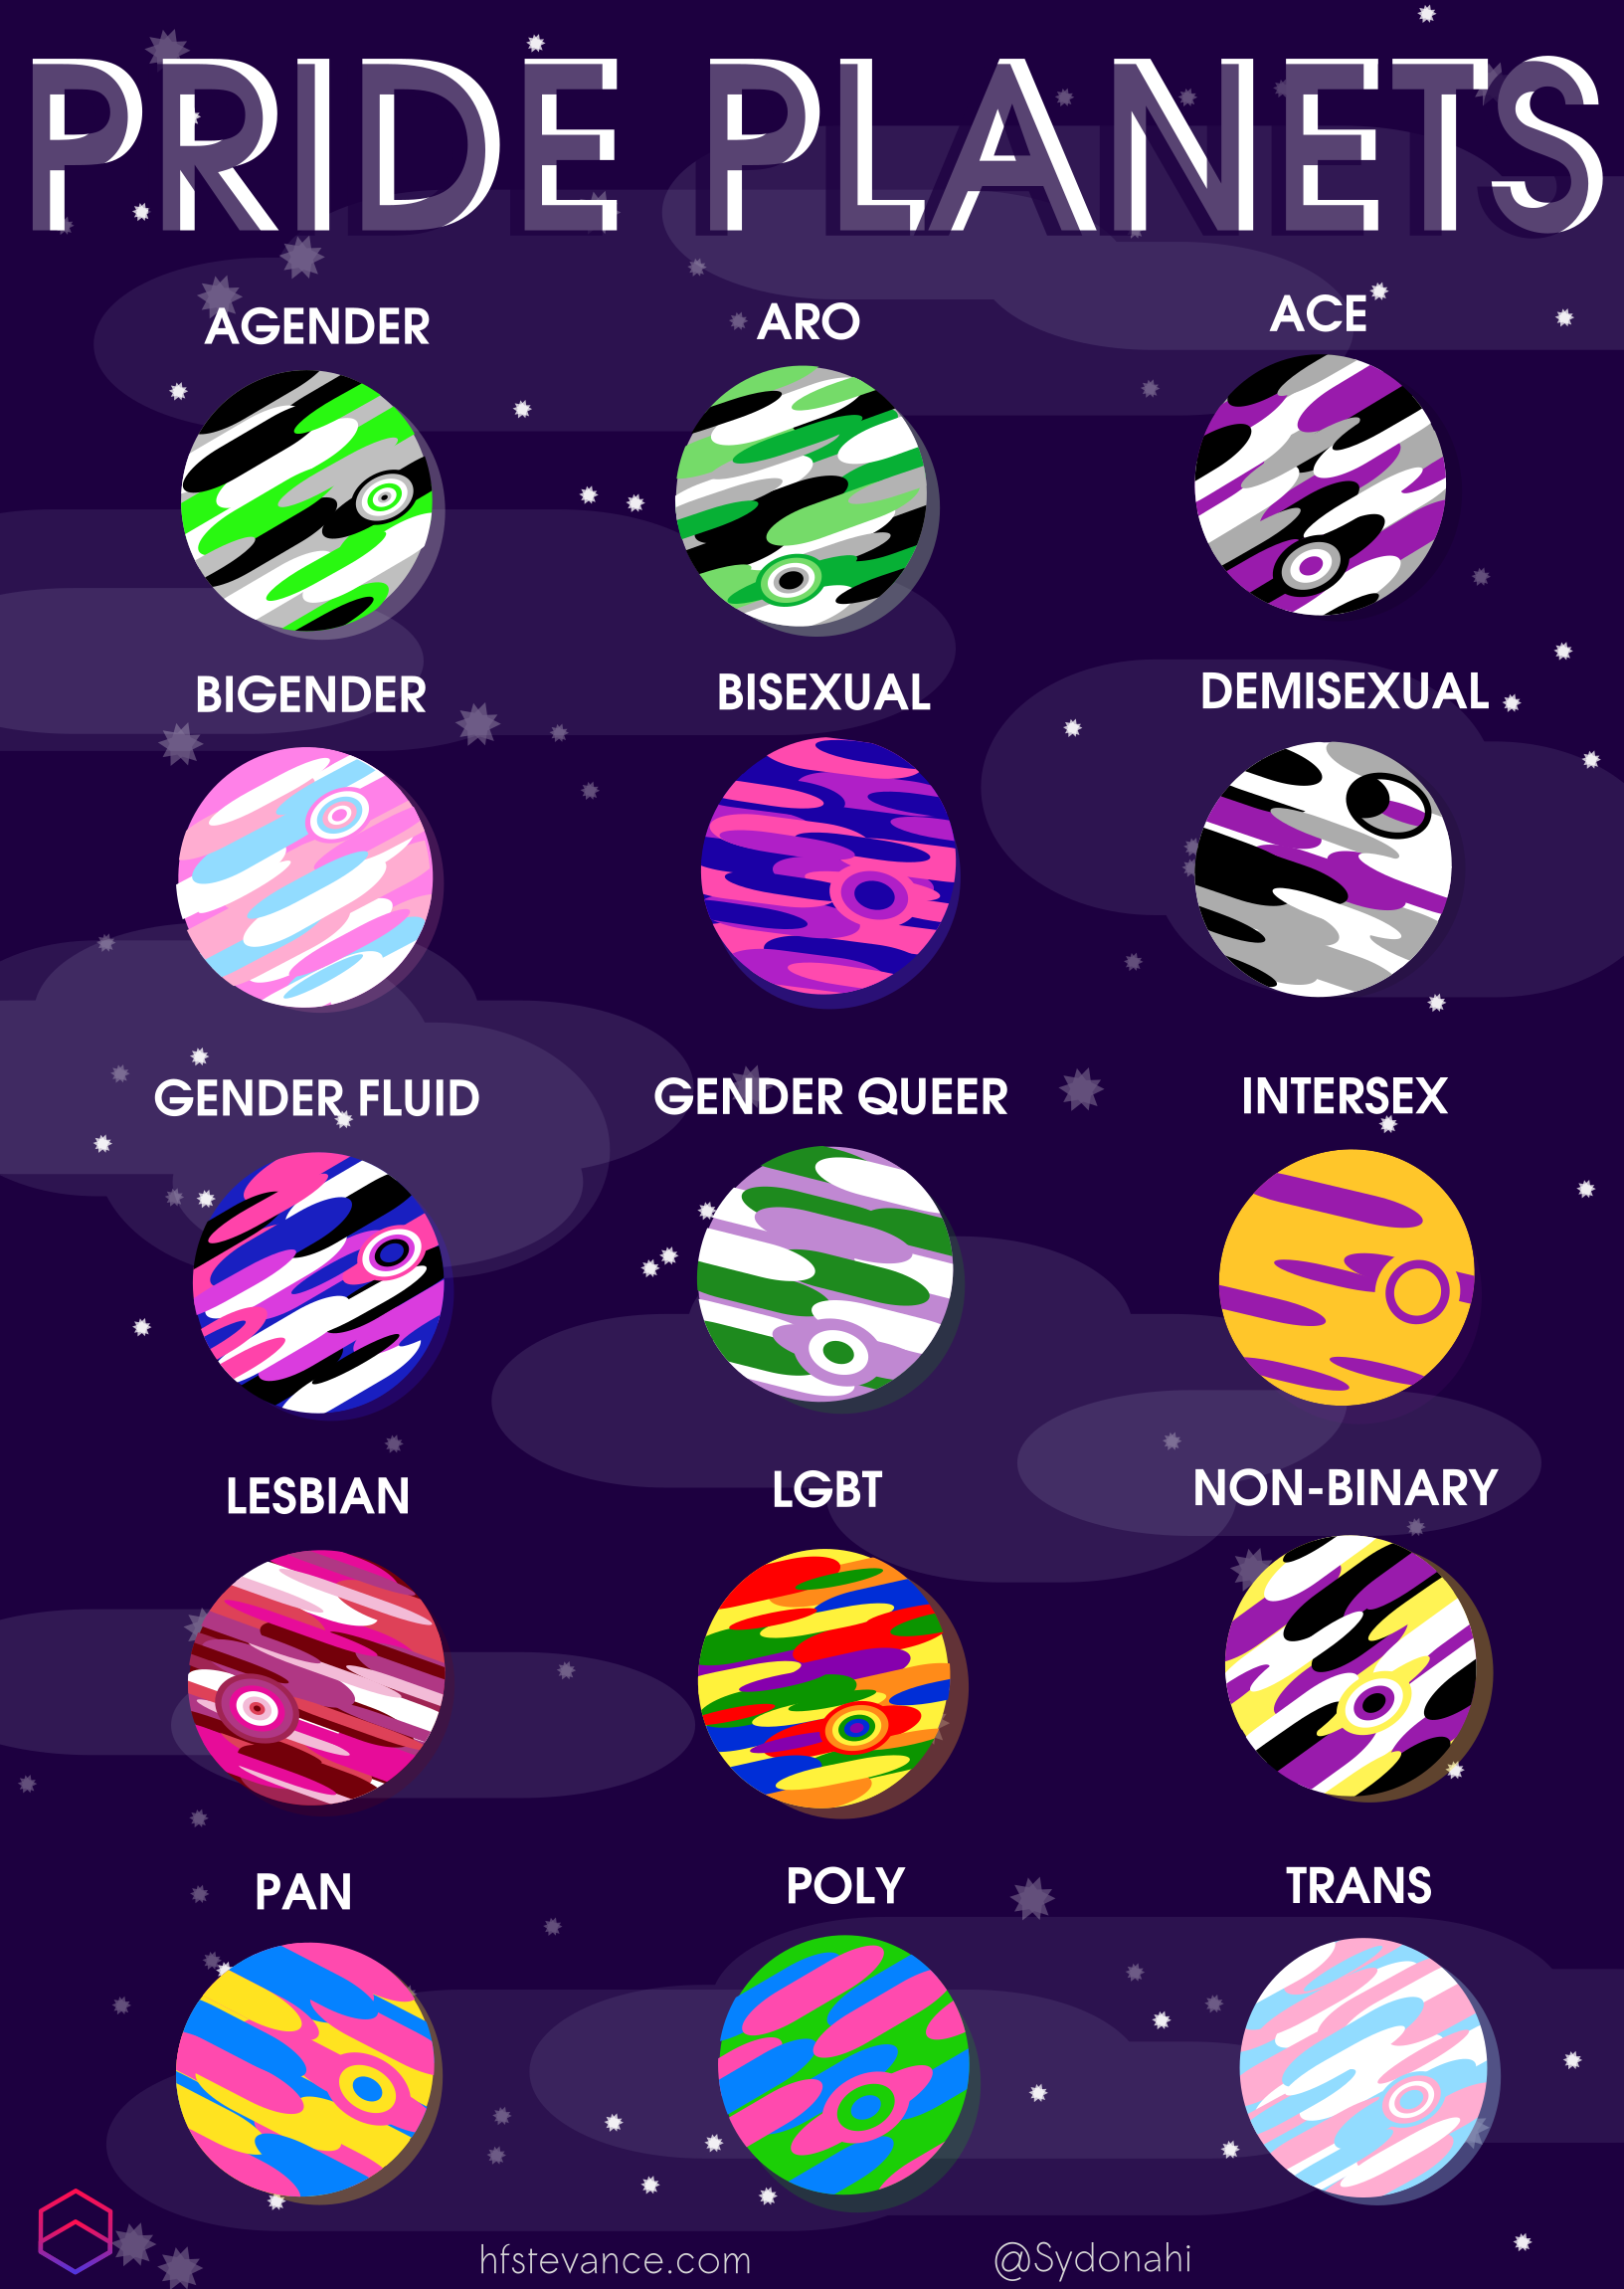 PRIDE PLANETS
AGENDER
ARO
ACE
BIGENDER
BISEXUAL
DEMISEXUAL
GENDER FLUID
GENDER QUEER
INTERSEX
LESBIAN
LGBT
NON-BINARY
PAN
POLY
TRANS
hfstevance.com
@Sydonahi